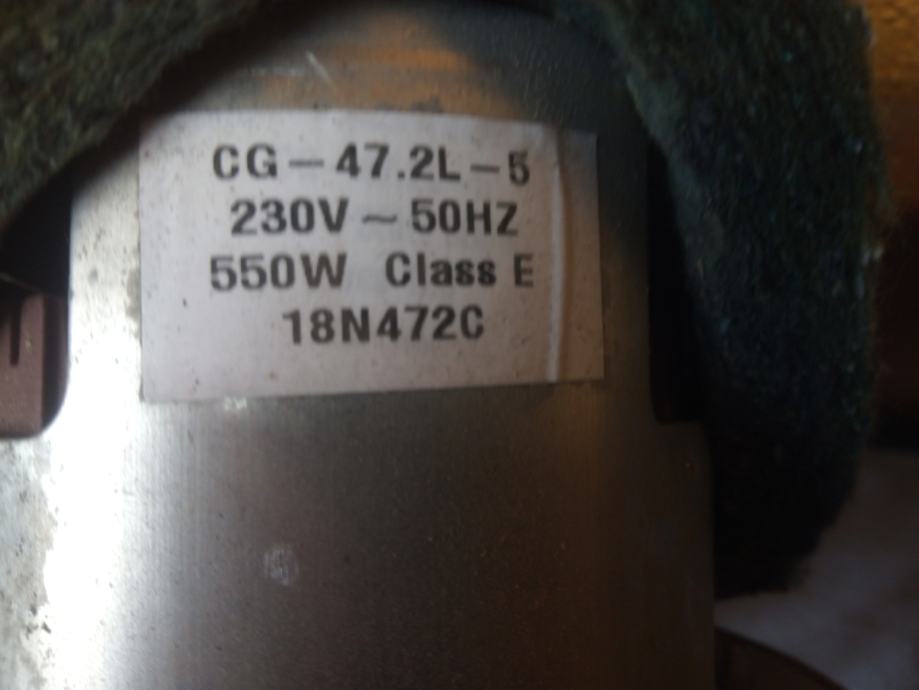 CG-47.2L-5
230V~50HZ
550W Class E
18N472C